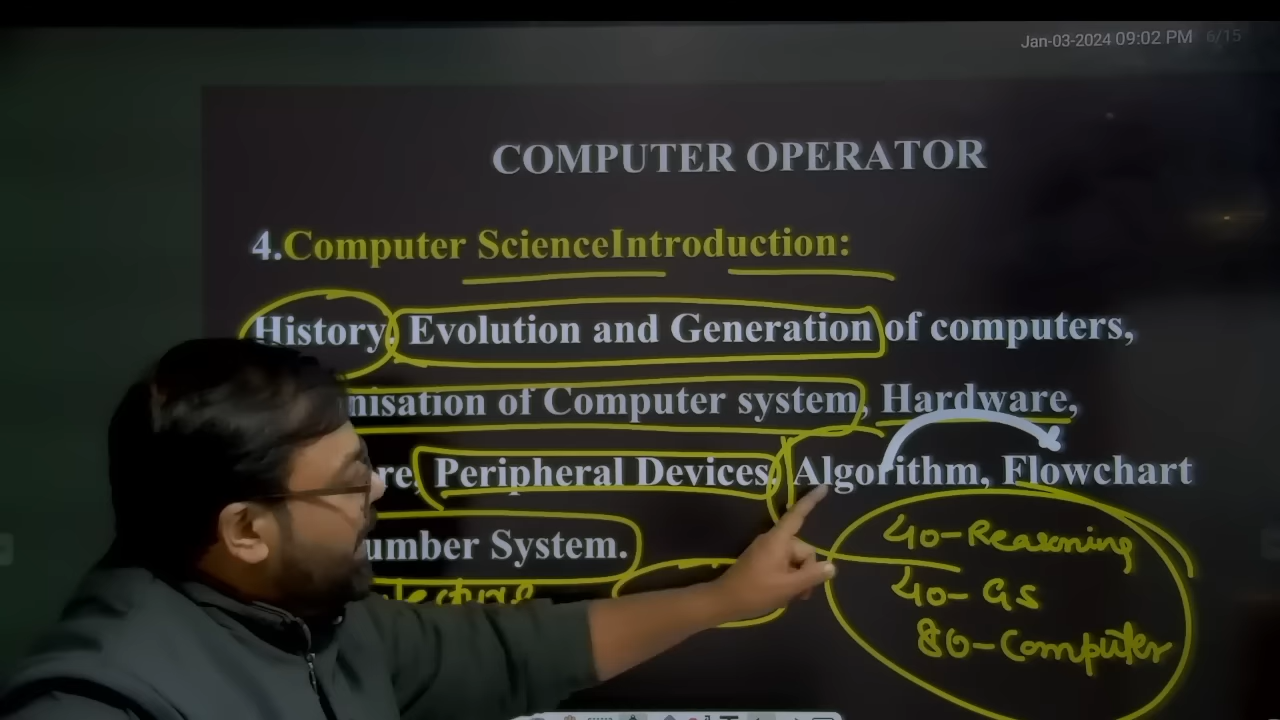 Jan-03-2024 09:02 PM 6/15
COMPUTER OPERATOR
4.Computer ScienceIntroduction:
History, Evolution and Generation of computers,
nisation of Computer system, Hardware,
re, Peripheral Devices, Algorithm, Flowchart
umber System.
40-Reasoning
40-GS
80-Computer